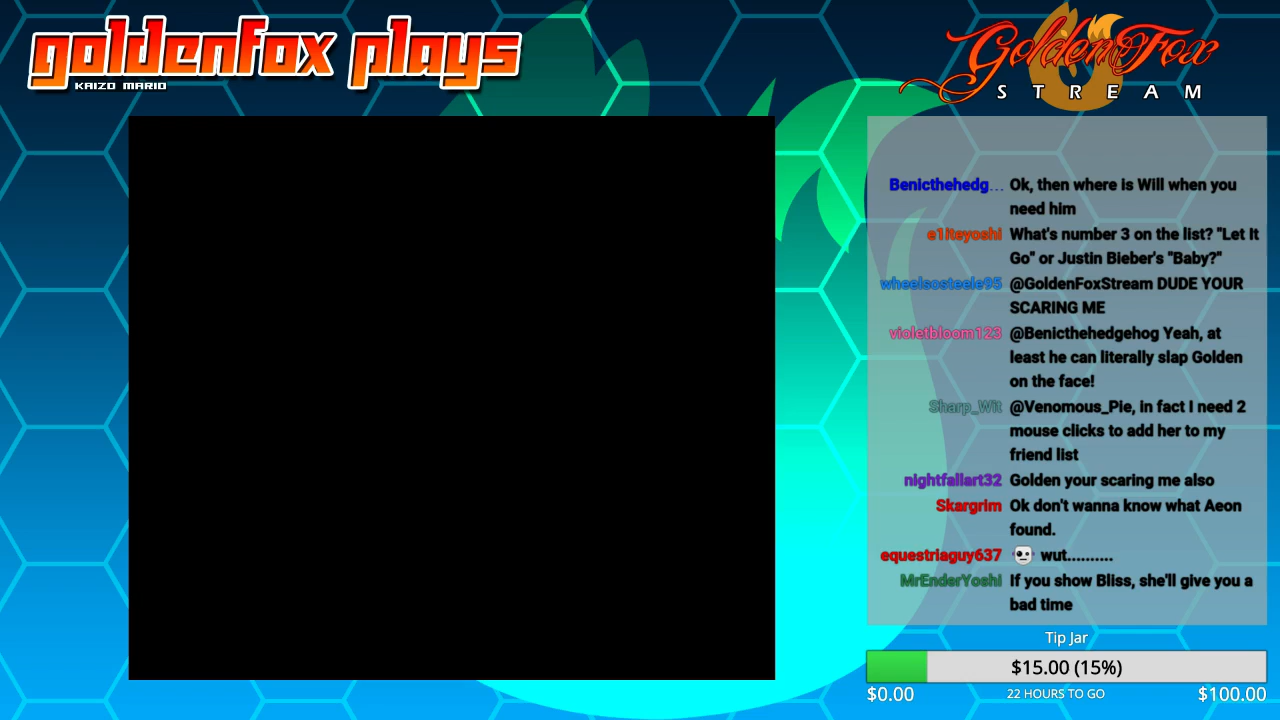 goldenfox plays
KAIZO MARIO
GoldenFox
STREAM
Benicthehedg... Ok, then where is Will when you
need him
e1iteyoshi What's number 3 on the list? "Let It
Go" or Justin Bieber's "Baby?"
wheelsosteele95 @GoldenFoxStream DUDE YOUR
SCARING ME
violetbloom123 @Benicthehedgehog Yeah, at
least he can literally slap Golden
on the face!
Sharp_Wit @Venomous_Pie, in fact I need 2
mouse clicks to add her to my
friend list
nightfallart32 Golden your scaring me also
Skargrim Ok don't wanna know what Aeon
found.
equestriaguy637 wut..........
MrEnderYoshi If you show Bliss, she'll give you a
bad time
Tip Jar
$15.00 (15%)
$0.00 22 HOURS TO GO $100.00